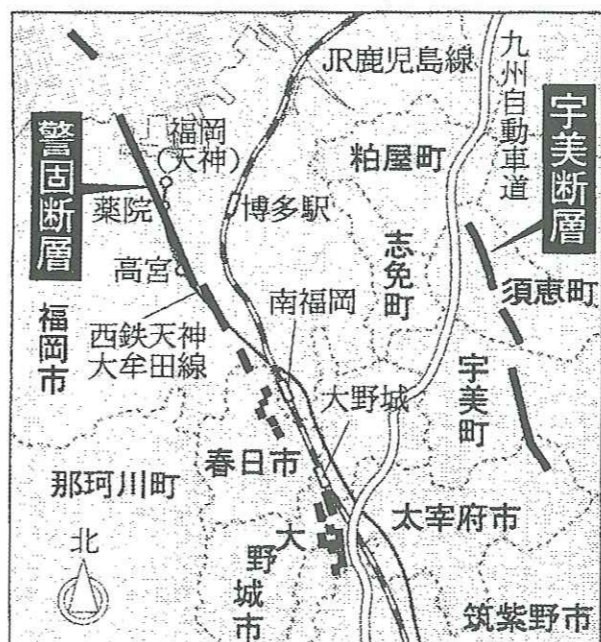 JR鹿児島線
九州自動車道
宇美断層
警固断層
福岡
(天神)
粕屋町
薬院
博多駅
志免町
須恵町
高宮
福岡市
西鉄天神
大牟田線
南福岡
大野城
宇美町
春日市
那珂川町
太宰府市
大野城市
北
筑紫野市